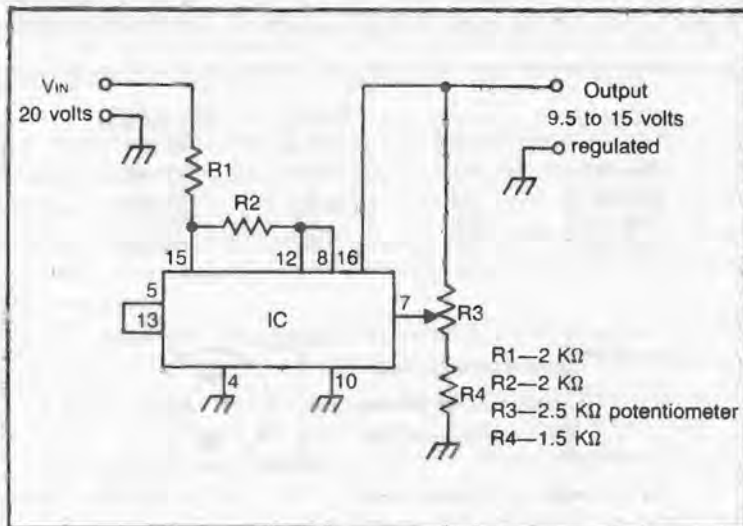 VIN
20 volts
R1
R2
Output
9.5 to 15 volts
regulated
15
12
8
16
5
13
IC
7
R3
4
10
R4
R1—2 KΩ
R2—2 KΩ
R3—2.5 KΩ potentiometer
R4—1.5 KΩ